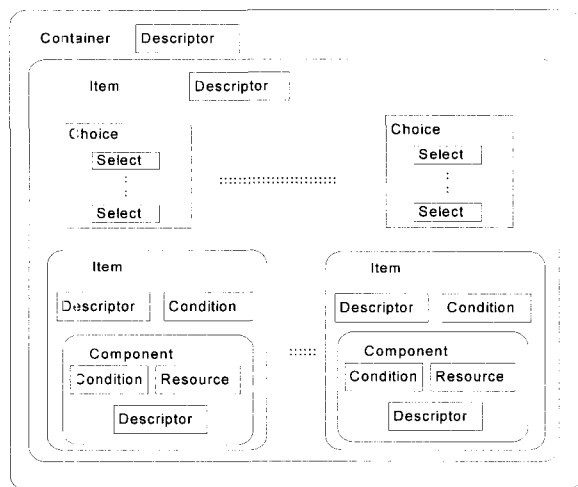 Container Descriptor
Item Descriptor
Choice
Select
Select
Choice
Select
Select
Item
Descriptor Condition
Component
Condition Resource
Descriptor
Item
Descriptor Condition
Component
Condition Resource
Descriptor